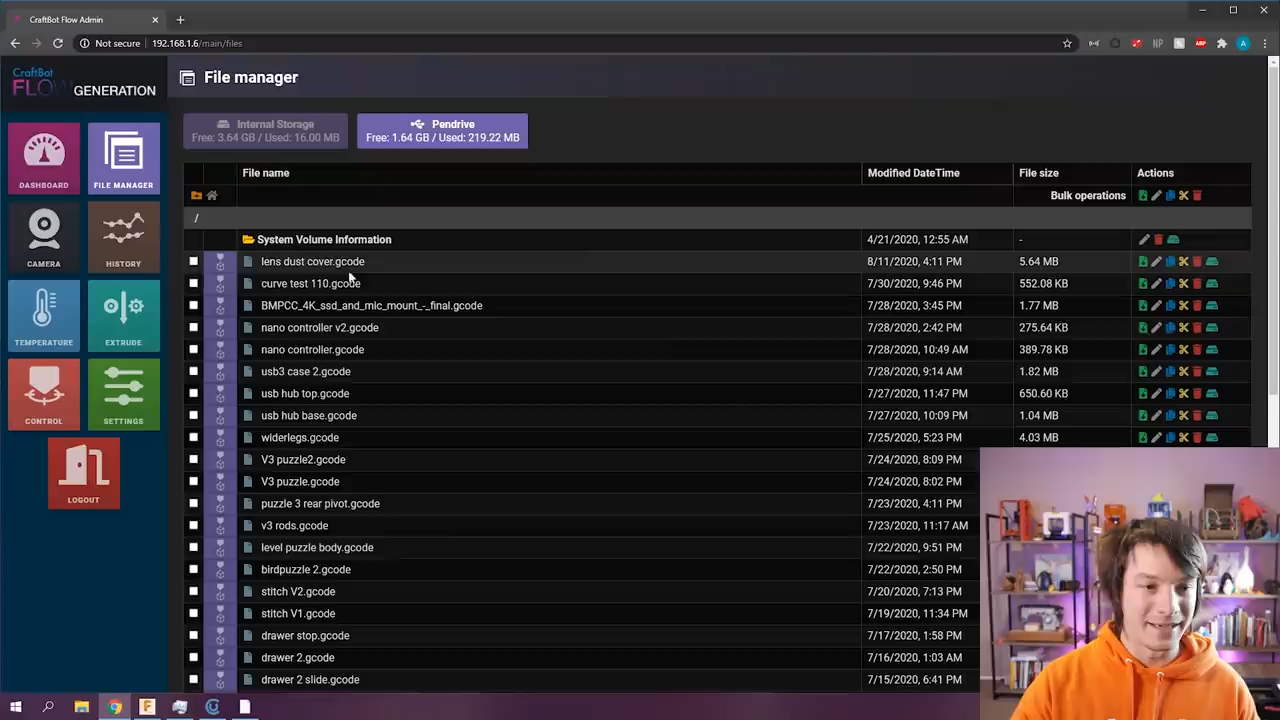 CraftBot Flow Admin
Not secure 192.168.1.6/main/files
CraftBot
FLOW GENERATION
File manager
Internal Storage
Free: 3.64 GB / Used: 16.00 MB
Pendrive
Free: 1.64 GB / Used: 219.22 MB
DASHBOARD
FILE MANAGER
CAMERA
HISTORY
TEMPERATURE
EXTRUDE
CONTROL
SETTINGS
LOGOUT
File name Modified DateTime File size Actions
Bulk operations
/
System Volume Information 4/21/2020, 12:55 AM -
lens dust cover.gcode 8/11/2020, 4:11 PM 5.64 MB
curve test 110.gcode 7/30/2020, 9:46 PM 552.08 KB
BMPCC_4K_ssd_and_mic_mount_-_final.gcode 7/28/2020, 3:45 PM 1.77 MB
nano controller v2.gcode 7/28/2020, 2:42 PM 275.64 KB
nano controller.gcode 7/28/2020, 10:49 AM 389.78 KB
usb3 case 2.gcode 7/28/2020, 9:14 AM 1.82 MB
usb hub top.gcode 7/27/2020, 11:47 PM 650.60 KB
usb hub base.gcode 7/27/2020, 10:09 PM 1.04 MB
widerlegs.gcode 7/25/2020, 5:23 PM 4.03 MB
V3 puzzle2.gcode 7/24/2020, 8:09 PM
V3 puzzle.gcode 7/24/2020, 8:02 PM
puzzle 3 rear pivot.gcode 7/23/2020, 4:11 PM
v3 rods.gcode 7/23/2020, 11:17 AM
level puzzle body.gcode 7/22/2020, 9:51 PM
birdpuzzle 2.gcode 7/22/2020, 2:50 PM
stitch V2.gcode 7/20/2020, 7:13 PM
stitch V1.gcode 7/19/2020, 11:34 PM
drawer stop.gcode 7/17/2020, 1:58 PM
drawer 2.gcode 7/16/2020, 1:03 AM
drawer 2 slide.gcode 7/15/2020, 6:41 PM